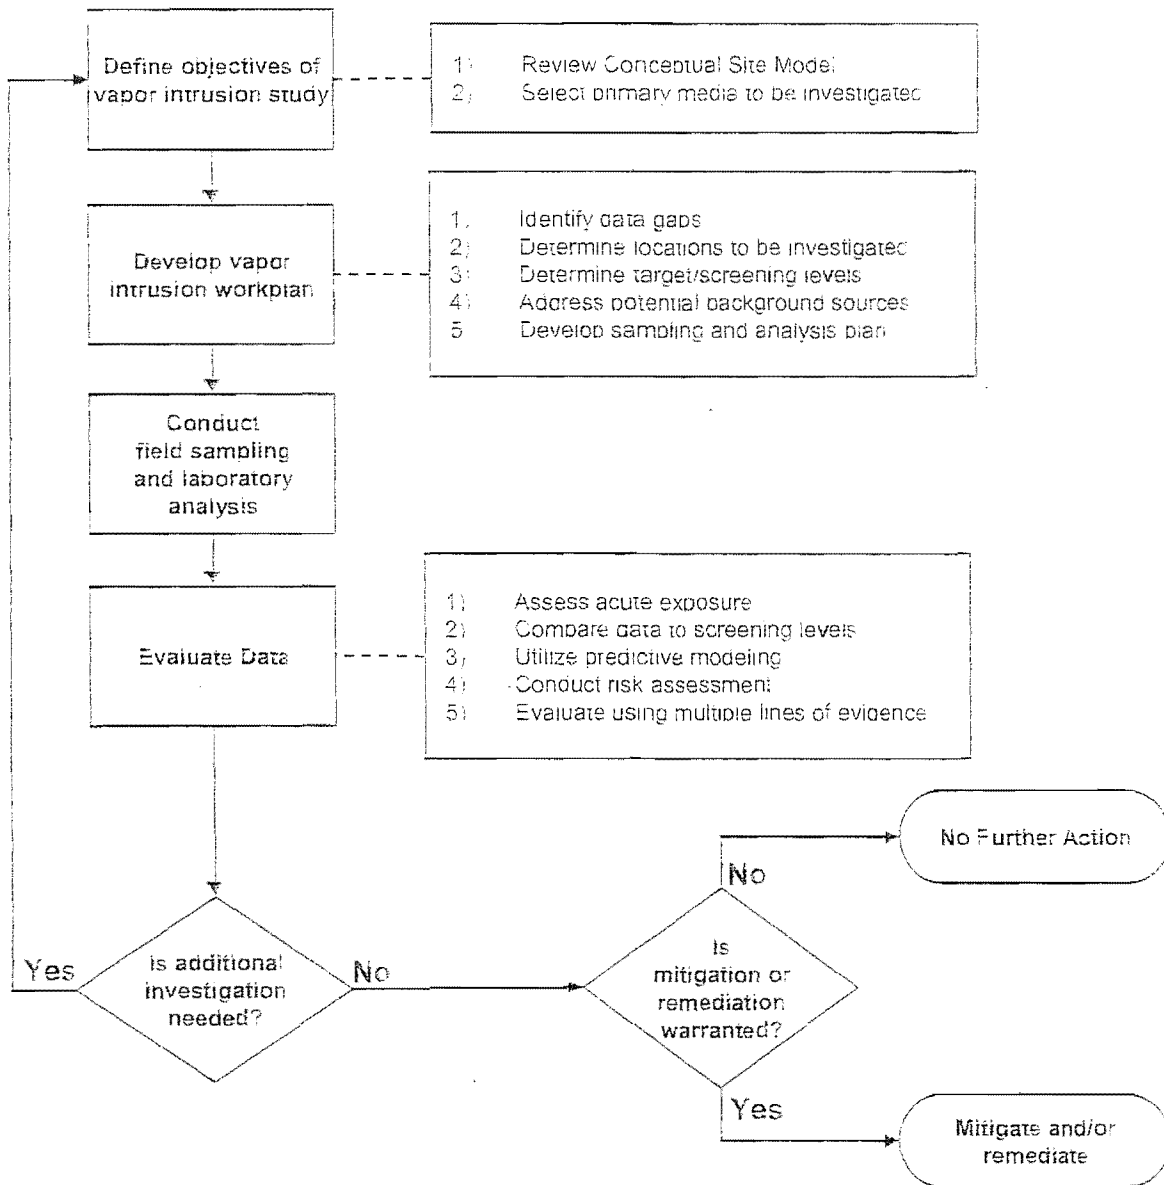 Define objectives of
vapor intrusion study
1) Review Conceptual Site Model
2) Select primary media to be investigated
Develop vapor
intrusion workplan
1) Identify data gaps
2) Determine locations to be investigated
3) Determine target/screening levels
4) Address potential background sources
5 Develop sampling and analysis plan
Conduct
field sampling
and laboratory
analysis
Evaluate Data
1) Assess acute exposure
2) Compare data to screening levels
3) Utilize predictive modeling
4) Conduct risk assessment
5) Evaluate using multiple lines of evidence
No Further Action
No
Yes
Is additional
investigation
needed?
No
Is
mitigation or
remediation
warranted?
Yes
Mitigate and/or
remediate